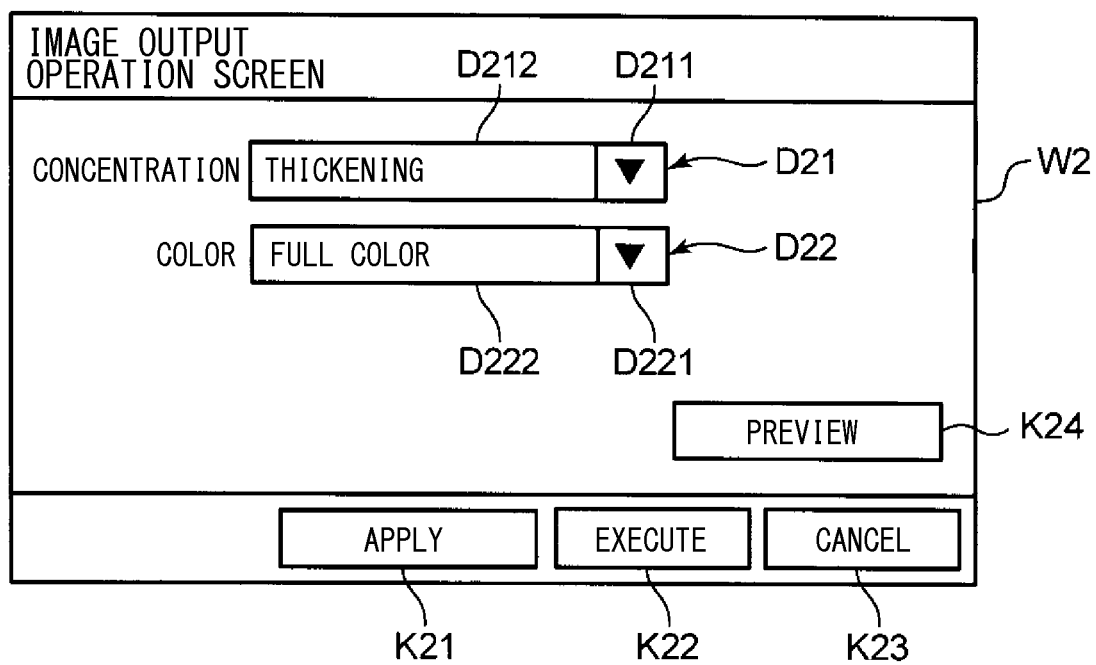 IMAGE OUTPUT
OPERATION SCREEN
D212
D211
CONCENTRATION
THICKENING
▼
D21
W2
COLOR
FULL COLOR
▼
D22
D222
D221
PREVIEW
K24
APPLY
EXECUTE
CANCEL
K21
K22
K23